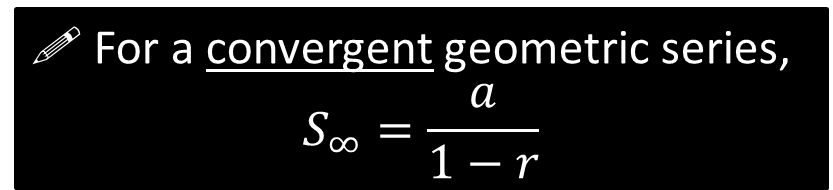 For a convergent geometric series,
S∞ = a / (1 − r)